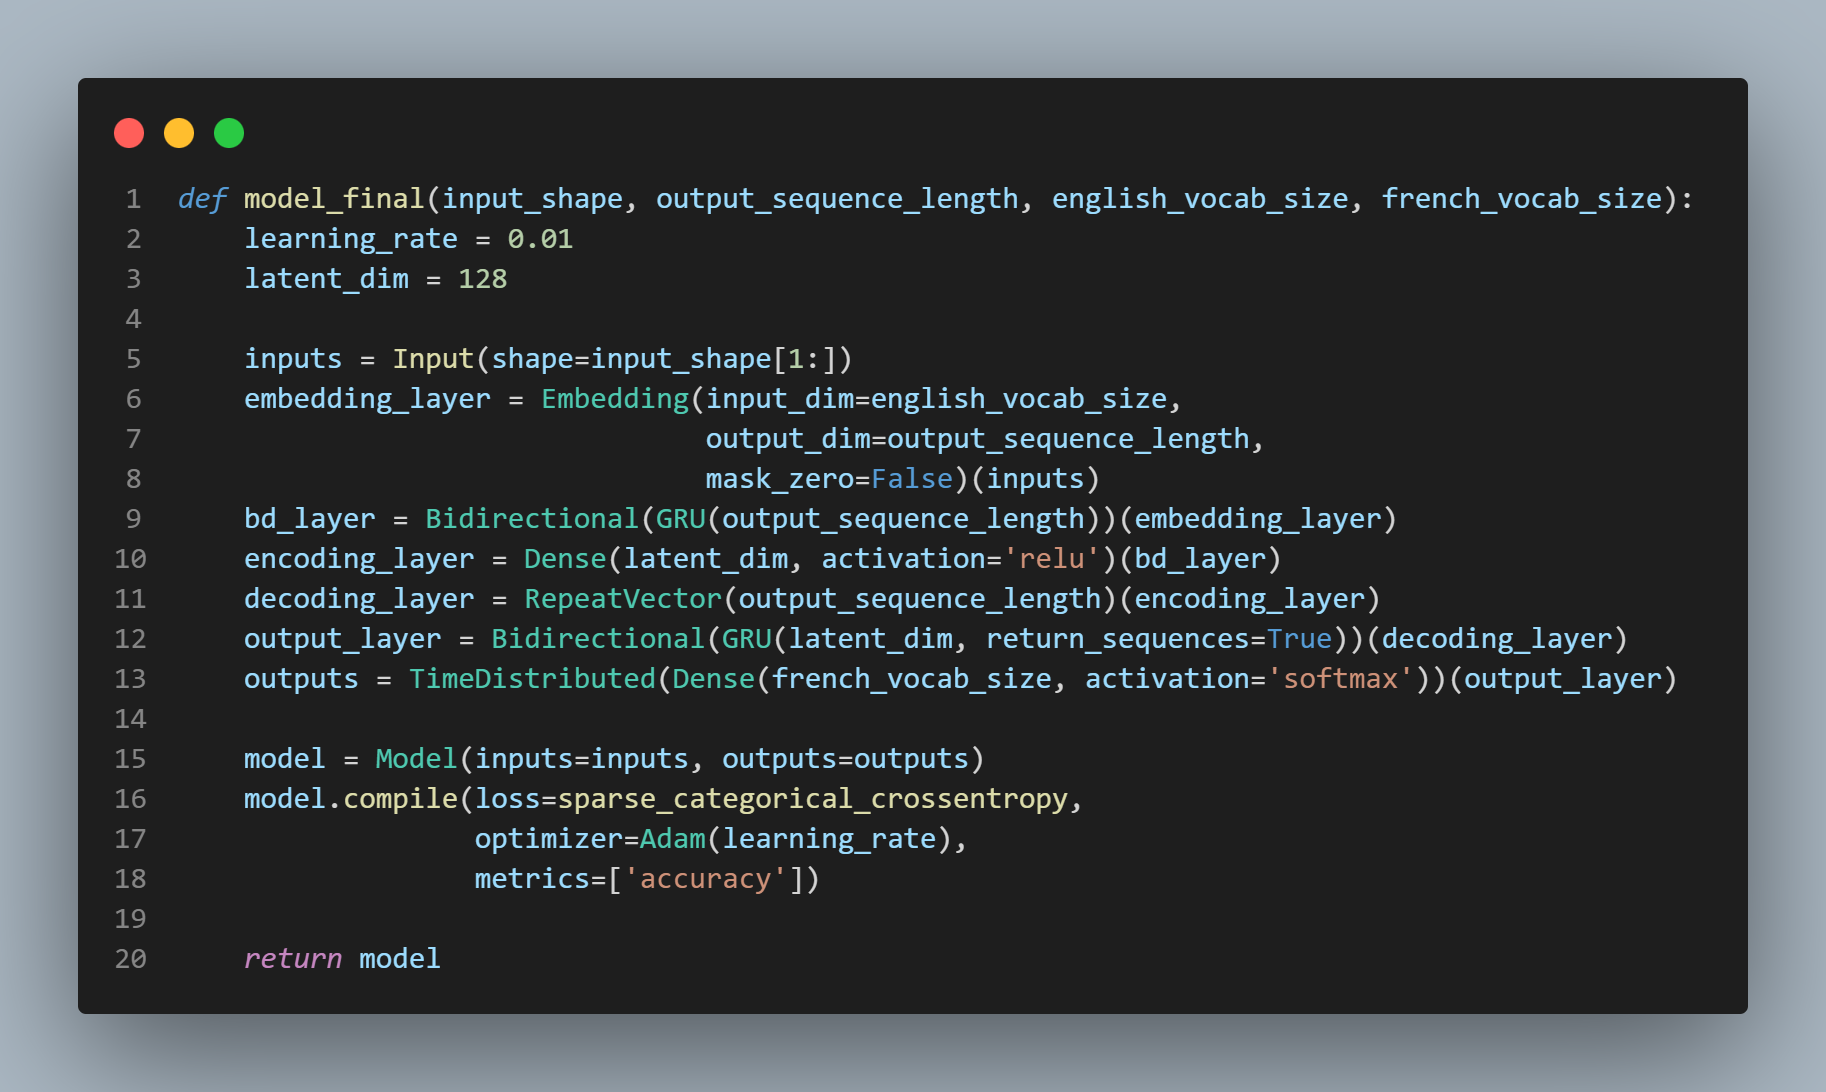 1 def model_final(input_shape, output_sequence_length, english_vocab_size, french_vocab_size):
2     learning_rate = 0.01
3     latent_dim = 128
4
5     inputs = Input(shape=input_shape[1:])
6     embedding_layer = Embedding(input_dim=english_vocab_size,
7                                 output_dim=output_sequence_length,
8                                 mask_zero=False)(inputs)
9     bd_layer = Bidirectional(GRU(output_sequence_length))(embedding_layer)
10     encoding_layer = Dense(latent_dim, activation='relu')(bd_layer)
11     decoding_layer = RepeatVector(output_sequence_length)(encoding_layer)
12     output_layer = Bidirectional(GRU(latent_dim, return_sequences=True))(decoding_layer)
13     outputs = TimeDistributed(Dense(french_vocab_size, activation='softmax'))(output_layer)
14
15     model = Model(inputs=inputs, outputs=outputs)
16     model.compile(loss=sparse_categorical_crossentropy,
17                   optimizer=Adam(learning_rate),
18                   metrics=['accuracy'])
19
20     return model